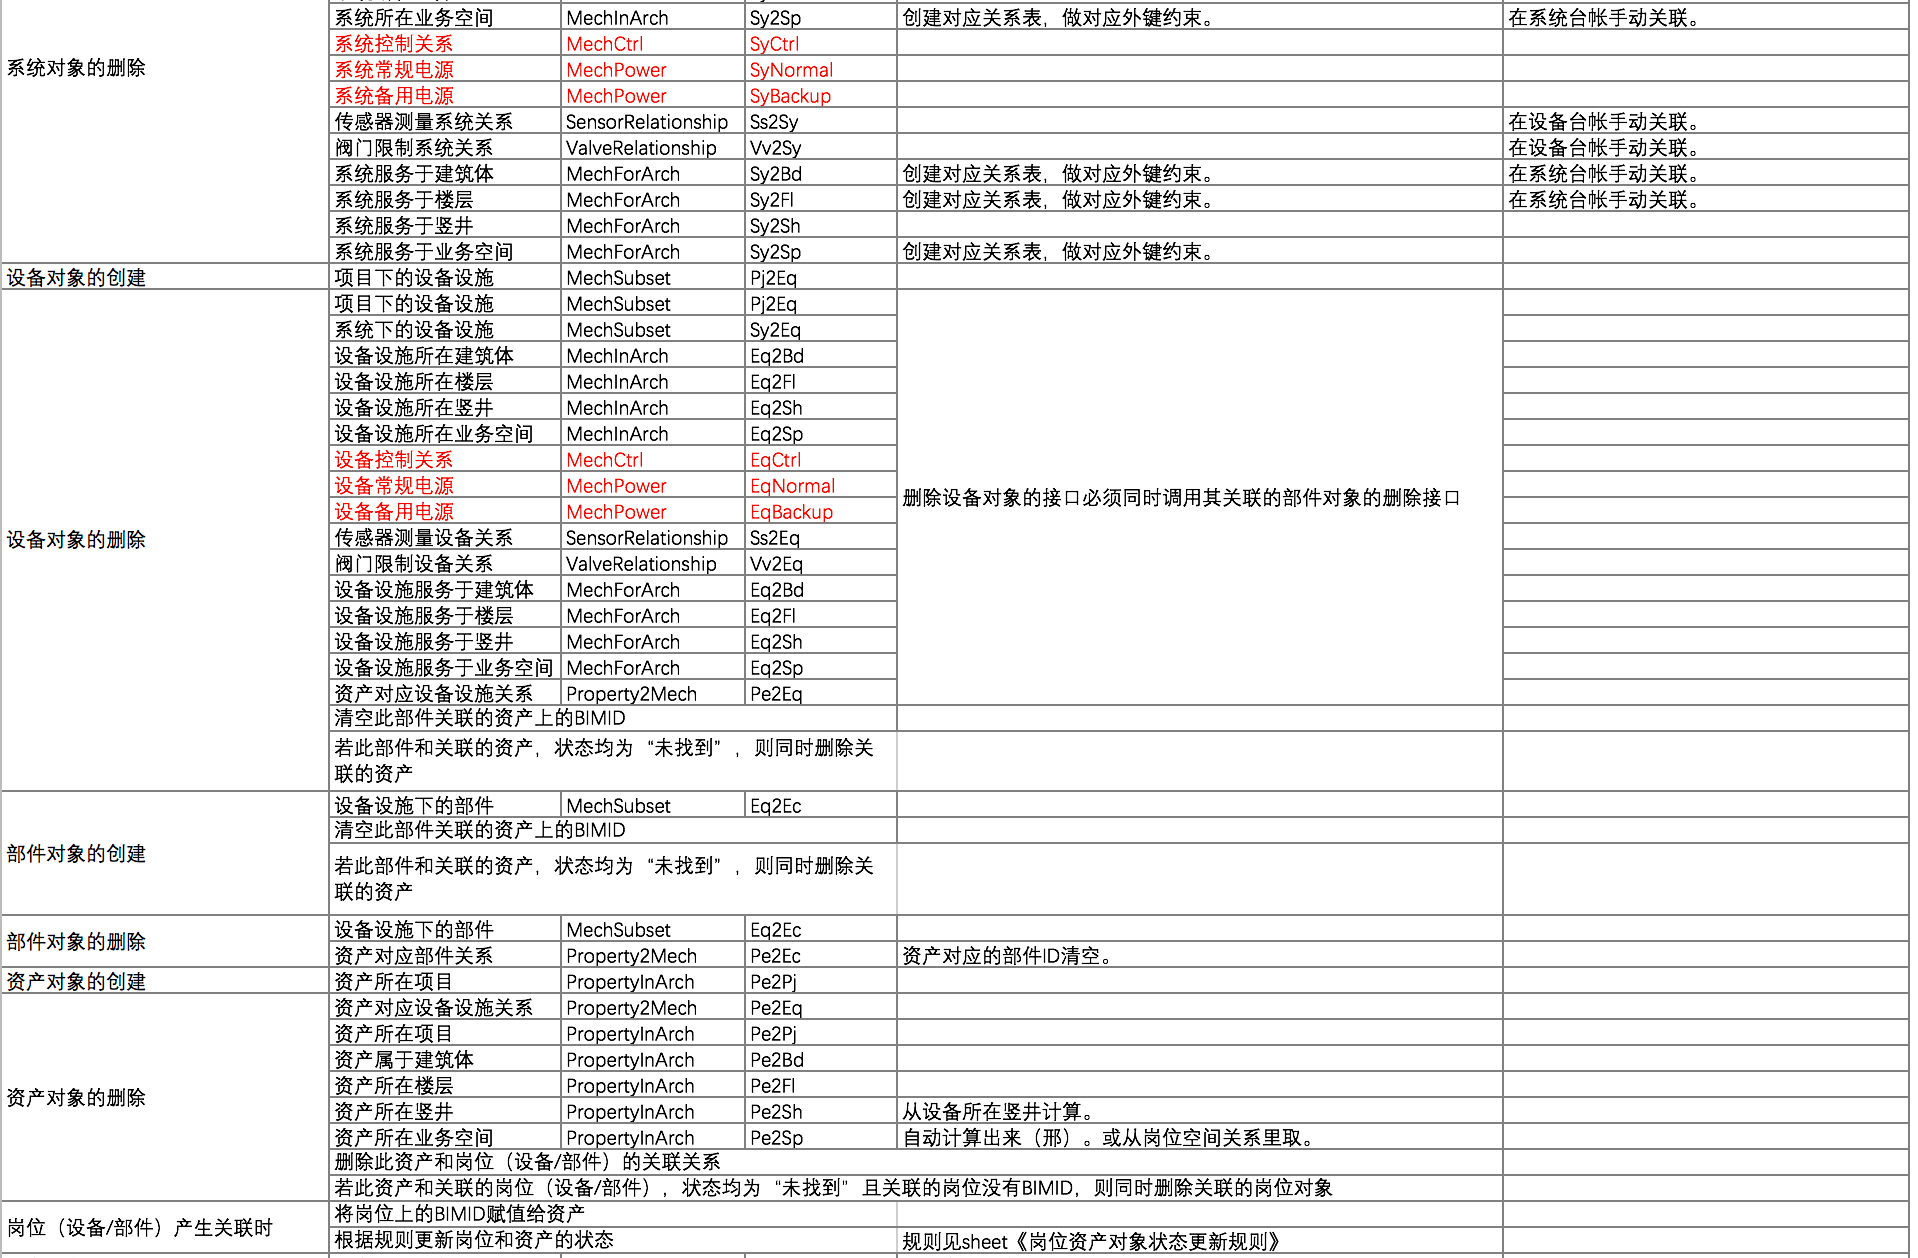 系统所在业务空间 MechInArch Sy2Sp 创建对应关系表，做对应外键约束。 在系统台帐手动关联。
系统控制关系 MechCtrl SyCtrl
系统对象的删除
系统常规电源 MechPower SyNormal
系统备用电源 MechPower SyBackup
传感器测量系统关系 SensorRelationship Ss2Sy 在设备台帐手动关联。
阀门限制系统关系 ValveRelationship Vv2Sy 在设备台帐手动关联。
系统服务于建筑体 MechForArch Sy2Bd 创建对应关系表，做对应外键约束。 在系统台帐手动关联。
系统服务于楼层 MechForArch Sy2Fl 创建对应关系表，做对应外键约束。 在系统台帐手动关联。
系统服务于竖井 MechForArch Sy2Sh
系统服务于业务空间 MechForArch Sy2Sp 创建对应关系表，做对应外键约束。
设备对象的创建 项目下的设备设施 MechSubset Pj2Eq
项目下的设备设施 MechSubset Pj2Eq
系统下的设备设施 MechSubset Sy2Eq
设备设施所在建筑体 MechInArch Eq2Bd
设备设施所在楼层 MechInArch Eq2Fl
设备设施所在竖井 MechInArch Eq2Sh
设备设施所在业务空间 MechInArch Eq2Sp
设备控制关系 MechCtrl EqCtrl
设备常规电源 MechPower EqNormal
删除设备对象的接口必须同时调用其关联的部件对象的删除接口
设备备用电源 MechPower EqBackup
设备对象的删除
传感器测量设备关系 SensorRelationship Ss2Eq
阀门限制设备关系 ValveRelationship Vv2Eq
设备设施服务于建筑体 MechForArch Eq2Bd
设备设施服务于楼层 MechForArch Eq2Fl
设备设施服务于竖井 MechForArch Eq2Sh
设备设施服务于业务空间 MechForArch Eq2Sp
资产对应设备设施关系 Property2Mech Pe2Eq
清空此部件关联的资产上的BIMID
若此部件和关联的资产，状态均为“未找到”，则同时删除关
联的资产
设备设施下的部件 MechSubset Eq2Ec
清空此部件关联的资产上的BIMID
部件对象的创建
若此部件和关联的资产，状态均为“未找到”，则同时删除关
联的资产
设备设施下的部件 MechSubset Eq2Ec
部件对象的删除
资产对应部件关系 Property2Mech Pe2Ec 资产对应的部件ID清空。
资产对象的创建 资产所在项目 PropertyInArch Pe2Pj
资产对应设备设施关系 Property2Mech Pe2Eq
资产所在项目 PropertyInArch Pe2Pj
资产属于建筑体 PropertyInArch Pe2Bd
资产所在楼层 PropertyInArch Pe2Fl
资产对象的删除
资产所在竖井 PropertyInArch Pe2Sh 从设备所在竖井计算。
资产所在业务空间 PropertyInArch Pe2Sp 自动计算出来（邢）。或从岗位空间关系里取。
删除此资产和岗位（设备/部件）的关联关系
若此资产和关联的岗位（设备/部件），状态均为“未找到”且关联的岗位没有BIMID，则同时删除关联的岗位对象
将岗位上的BIMID赋值给资产
岗位（设备/部件）产生关联时
根据规则更新岗位和资产的状态 规则见sheet《岗位资产对象状态更新规则》